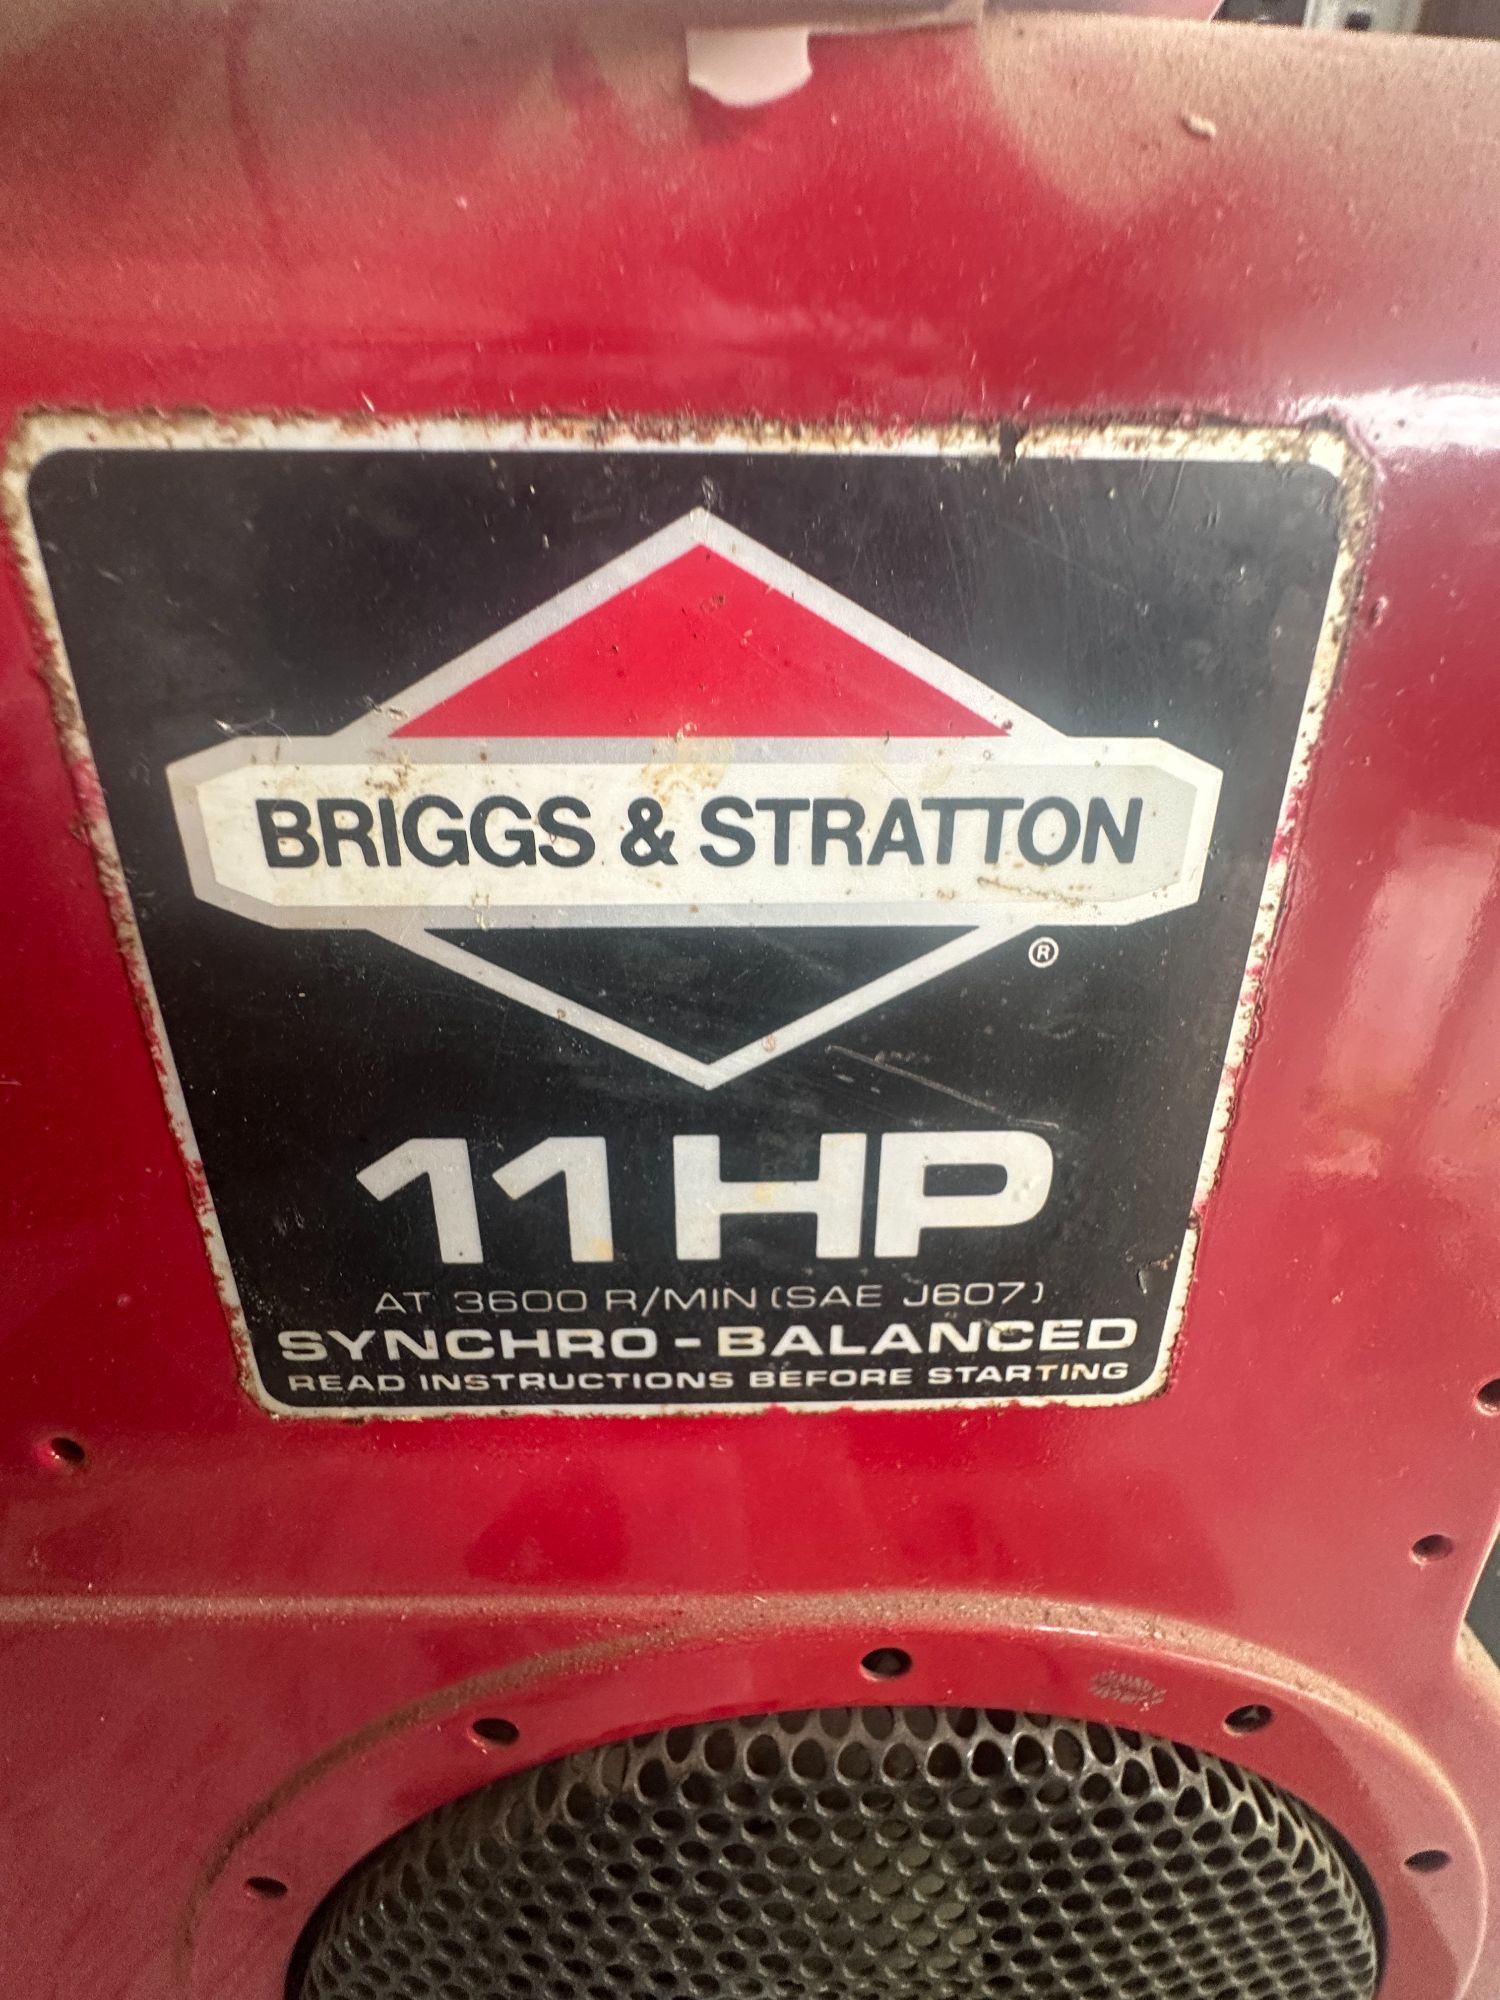 BRIGGS & STRATTON
®
11 HP
AT 3600 R/MIN (SAE J607)
SYNCHRO-BALANCED
READ INSTRUCTIONS BEFORE STARTING